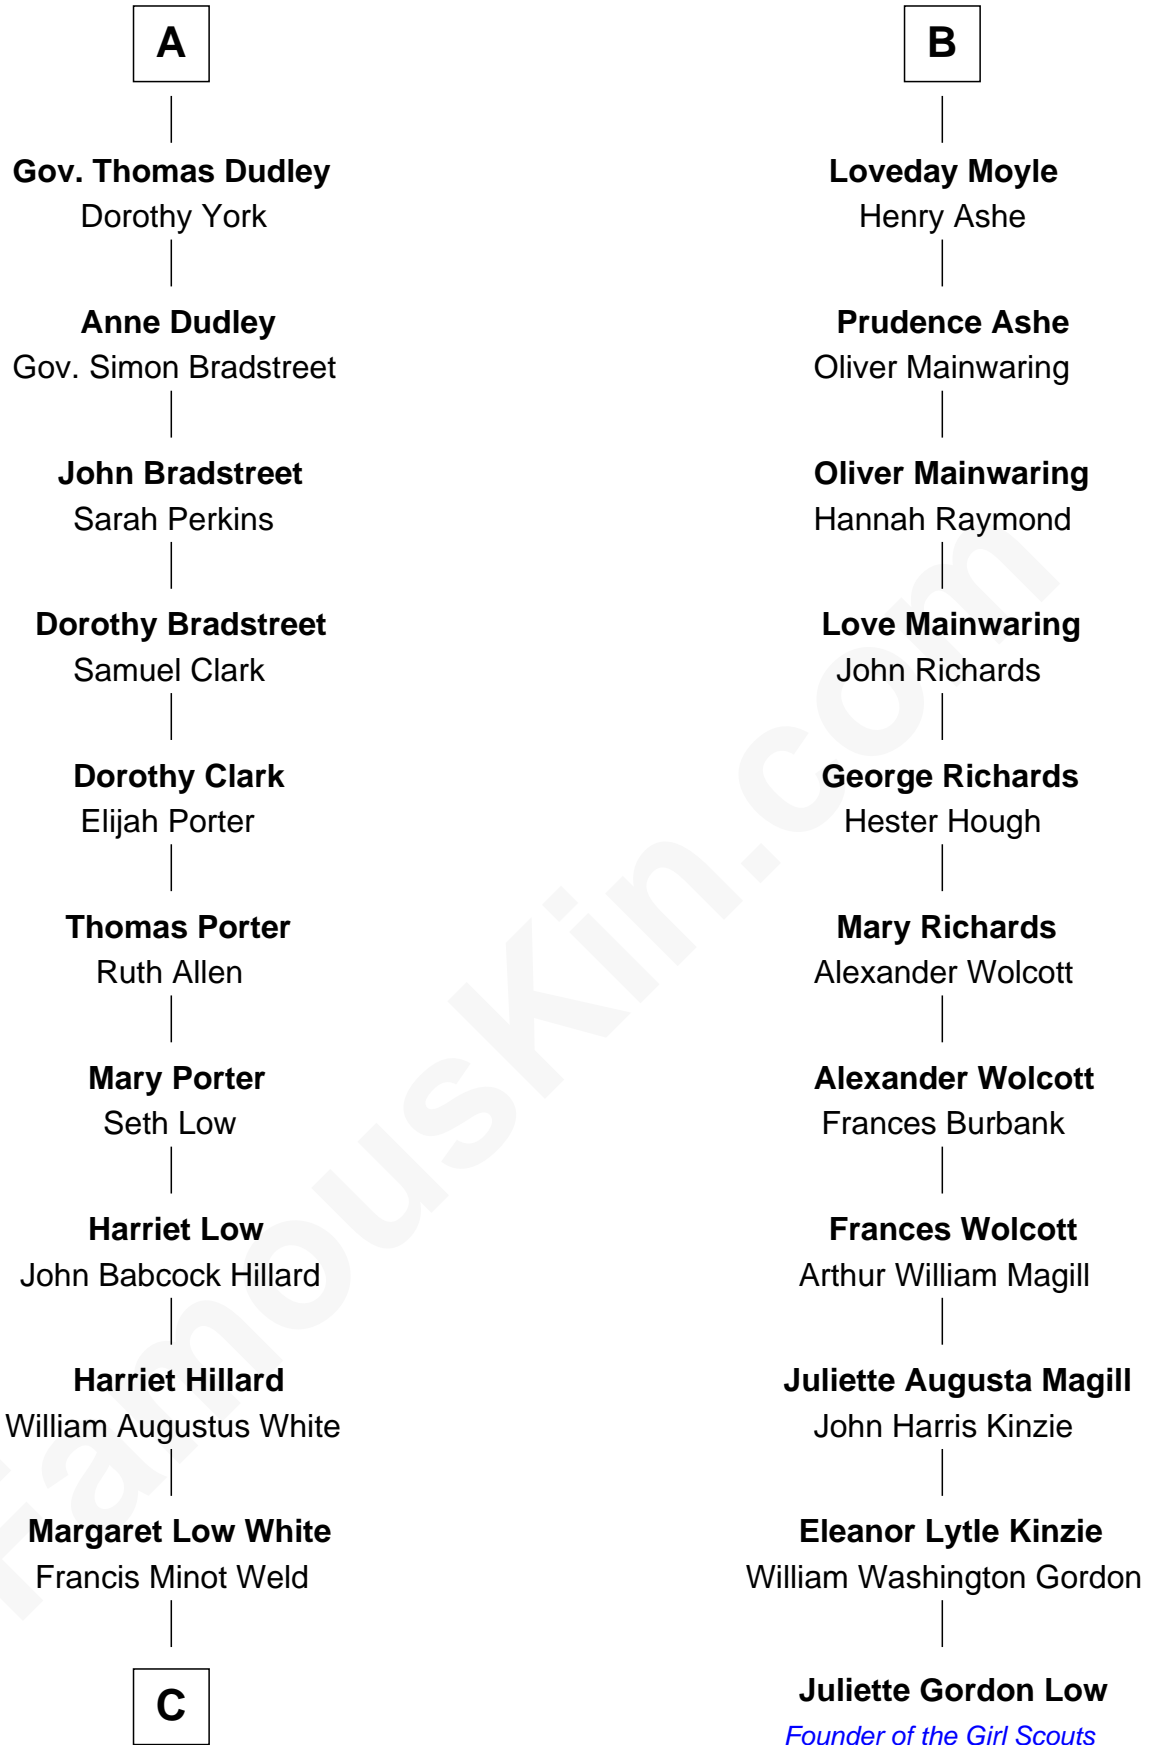 A
Gov. Thomas Dudley
Dorothy York
Anne Dudley
Gov. Simon Bradstreet
John Bradstreet
Sarah Perkins
Dorothy Bradstreet
Samuel Clark
Dorothy Clark
Elijah Porter
Thomas Porter
Ruth Allen
Mary Porter
Seth Low
Harriet Low
John Babcock Hillard
Harriet Hillard
William Augustus White
Margaret Low White
Francis Minot Weld
C
B
Loveday Moyle
Henry Ashe
Prudence Ashe
Oliver Mainwaring
Oliver Mainwaring
Hannah Raymond
Love Mainwaring
John Richards
George Richards
Hester Hough
Mary Richards
Alexander Wolcott
Alexander Wolcott
Frances Burbank
Frances Wolcott
Arthur William Magill
Juliette Augusta Magill
John Harris Kinzie
Eleanor Lytle Kinzie
William Washington Gordon
Juliette Gordon Low
Founder of the Girl Scouts
FamousKin.com